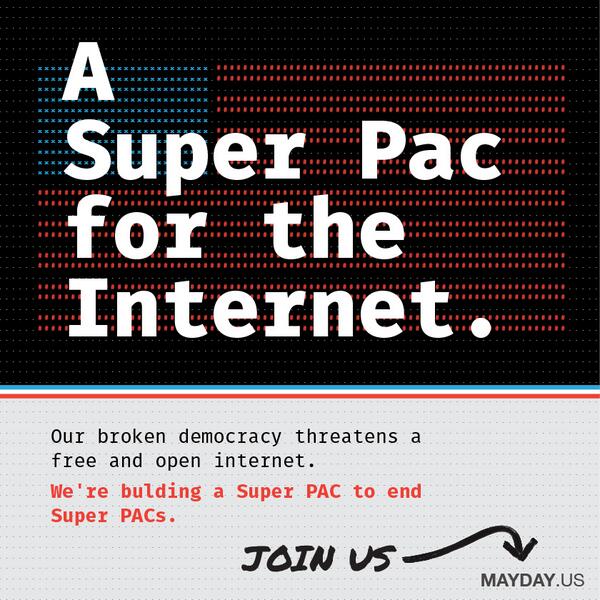 A
Super Pac
for the
Internet.
Our broken democracy threatens a
free and open internet.
We're bulding a Super PAC to end
Super PACs.
JOIN US
MAYDAY.US